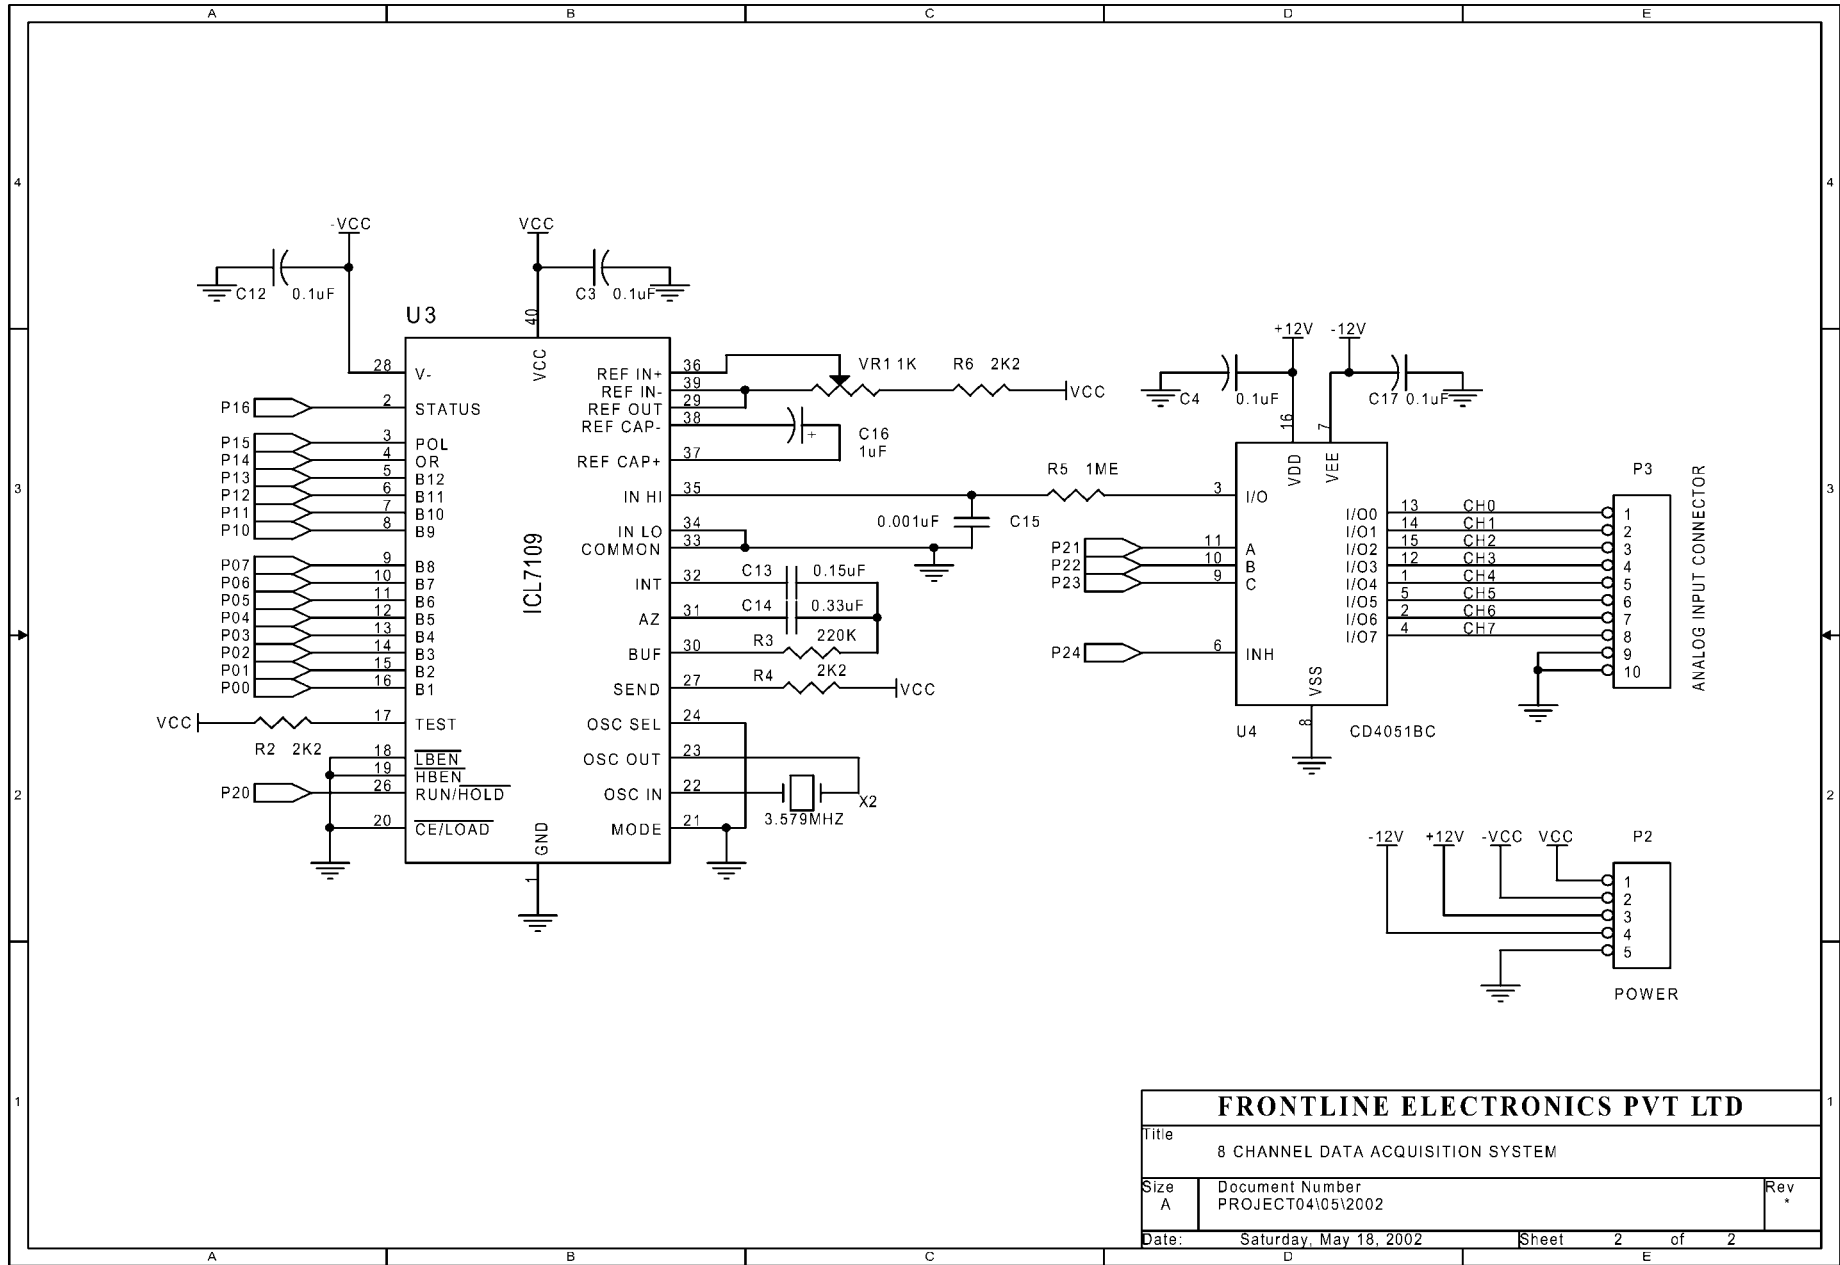 A B C D E
4 4
3 3
2 2
1 1
A B C D E
-VCC
VCC
C12 0.1uF
C3 0.1uF
U3
40
VCC
28 V-
P16 2 STATUS
P15 3 POL
P14 4 OR
P13 5 B12
P12 6 B11
P11 7 B10
P10 8 B9
P07 9 B8
P06 10 B7
P05 11 B6
P04 12 B5
P03 13 B4
P02 14 B3
P01 15 B2
P00 16 B1
VCC 17 TEST
R2 2K2
18 LBEN
19 HBEN
P20 26 RUN/HOLD
20 CE/LOAD
GND
1
ICL7109
REF IN+ 36
REF IN- 39
REF OUT 29
REF CAP- 38
REF CAP+ 37
IN HI 35
IN LO 34
COMMON 33
INT 32
AZ 31
BUF 30
SEND 27
OSC SEL 24
OSC OUT 23
OSC IN 22
MODE 21
VR1 1K R6 2K2
VCC
+
C16
1uF
R5 1ME
0.001uF C15
C13 0.15uF
C14 0.33uF
R3 220K
R4 2K2
VCC
X2
3.579MHZ
+12V -12V
C4 0.1uF
C17 0.1uF
16 7
VDD VEE
3 I/O
P21 11 A
P22 10 B
P23 9 C
P24 6 INH
VSS
8
I/O0 13 CH0 1
I/O1 14 CH1 2
I/O2 15 CH2 3
I/O3 12 CH3 4
I/O4 1 CH4 5
I/O5 5 CH5 6
I/O6 2 CH6 7
I/O7 4 CH7 8
9
10
P3
ANALOG INPUT CONNECTOR
U4 CD4051BC
-12V +12V -VCC VCC P2
1
2
3
4
5
POWER
FRONTLINE ELECTRONICS PVT LTD
Title
8 CHANNEL DATA ACQUISITION SYSTEM
Size Document Number Rev
A PROJECT04\05\2002 *
Date: Saturday, May 18, 2002 Sheet 2 of 2